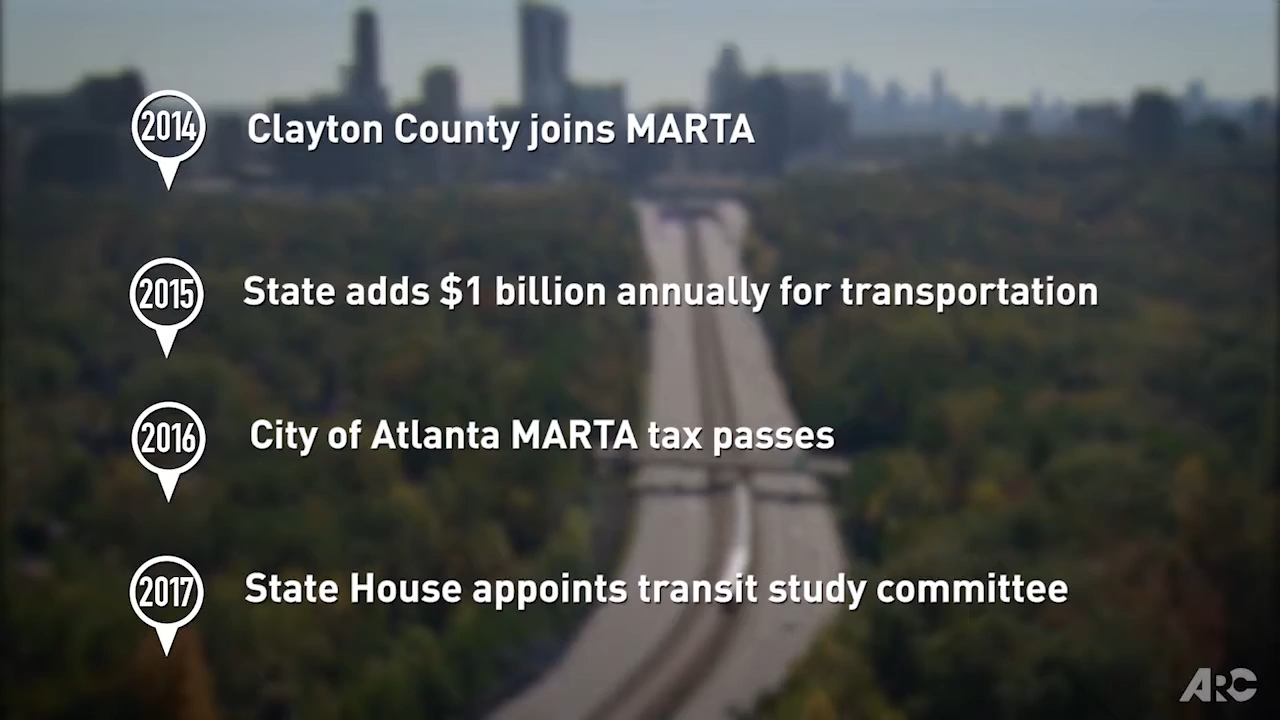 2014 Clayton County joins MARTA
2015 State adds $1 billion annually for transportation
2016 City of Atlanta MARTA tax passes
2017 State House appoints transit study committee
ARC